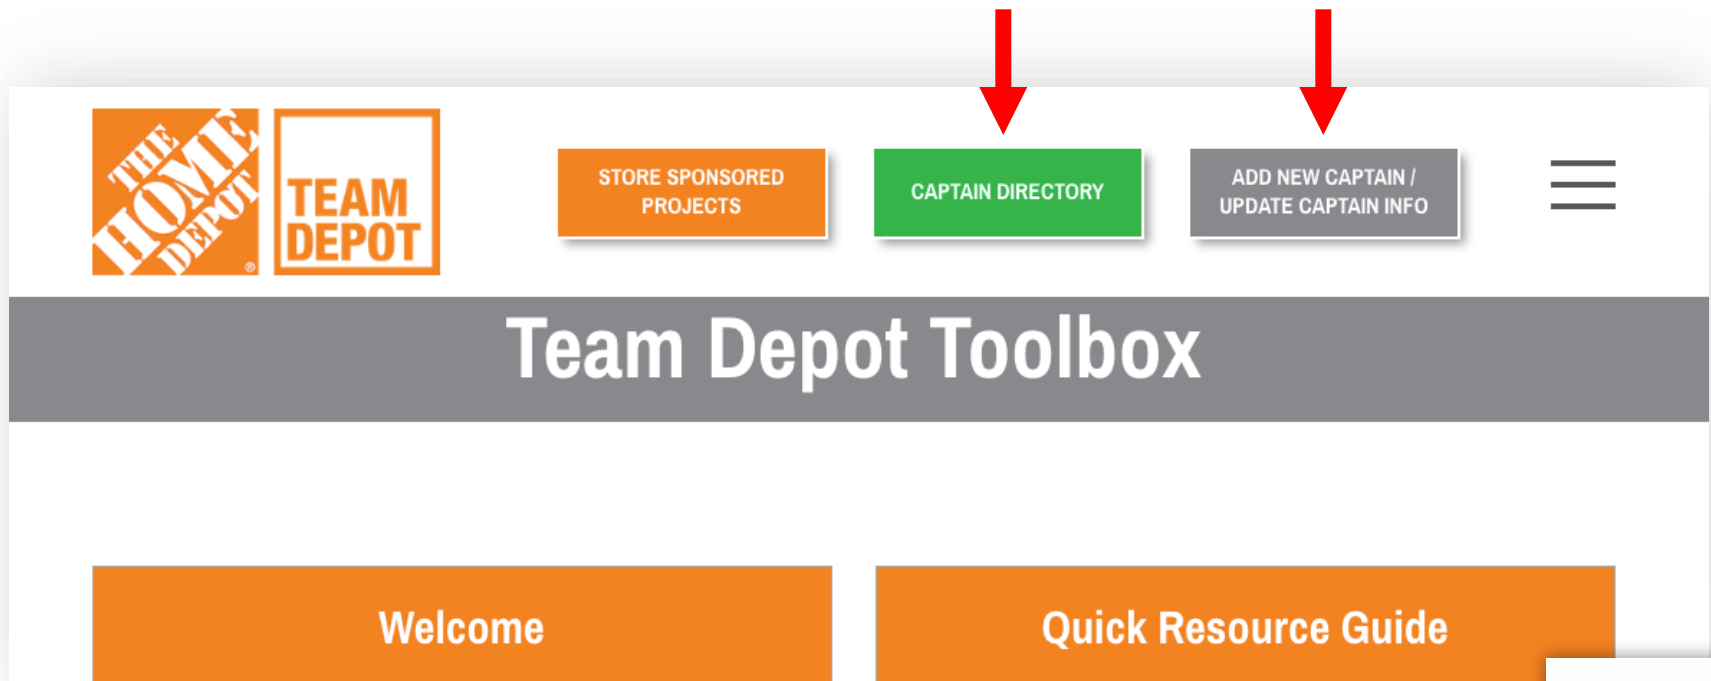 THE
HOME
DEPOT
®
TEAM
DEPOT
STORE SPONSORED
PROJECTS
CAPTAIN DIRECTORY
ADD NEW CAPTAIN /
UPDATE CAPTAIN INFO
Team Depot Toolbox
Welcome
Quick Resource Guide